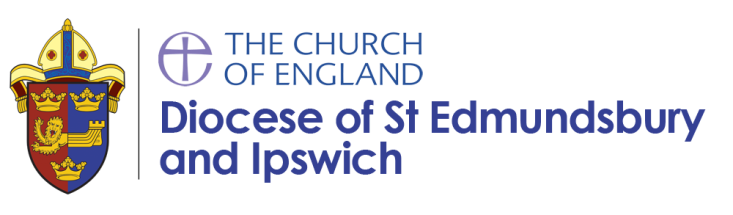 THE CHURCH
OF ENGLAND
Diocese of St Edmundsbury
and Ipswich